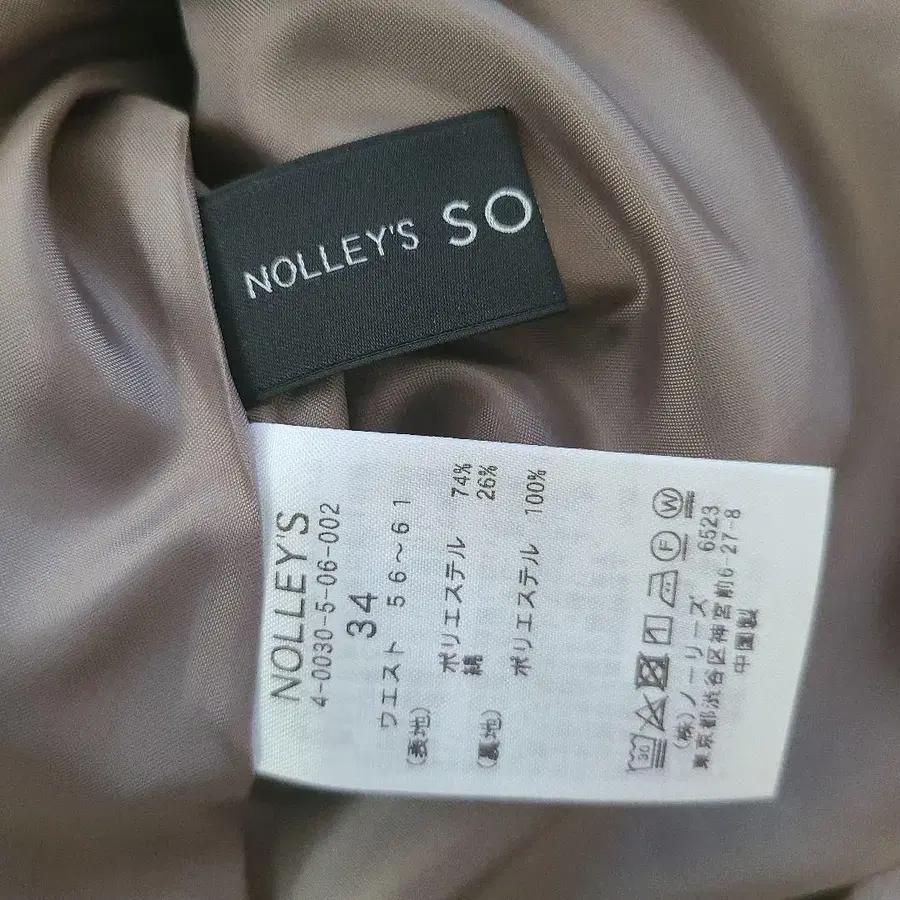 NOLLEY'S SO
NOLLEY'S
4-0030-5-06-002
34
ウエスト 56～61
(表地)
ポリエステル 74%
綿 26%
(裏地)
ポリエステル 100%
30
F W
(株)ノーリーズ 6523
東京都渋谷区神宮前6-27-8
中国製